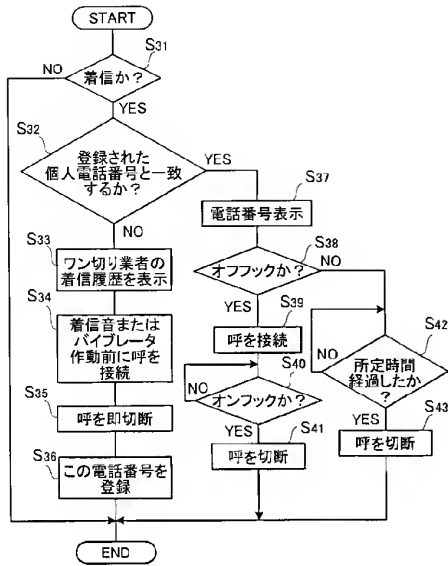 START
S31
着信か?
NO
YES
S32
登録された
個人電話番号と一致
するか?
YES
NO
S33
ワン切り業者の
着信履歴を表示
S34
着信音または
バイブレータ
作動前に呼を
接続
S35
呼を即切断
S36
この電話番号を
登録
S37
電話番号表示
S38
オフフックか?
NO
YES
S39
呼を接続
S40
NO
オンフックか?
YES
S41
呼を切断
S42
NO
所定時間
経過したか
?
YES
S43
呼を切断
END